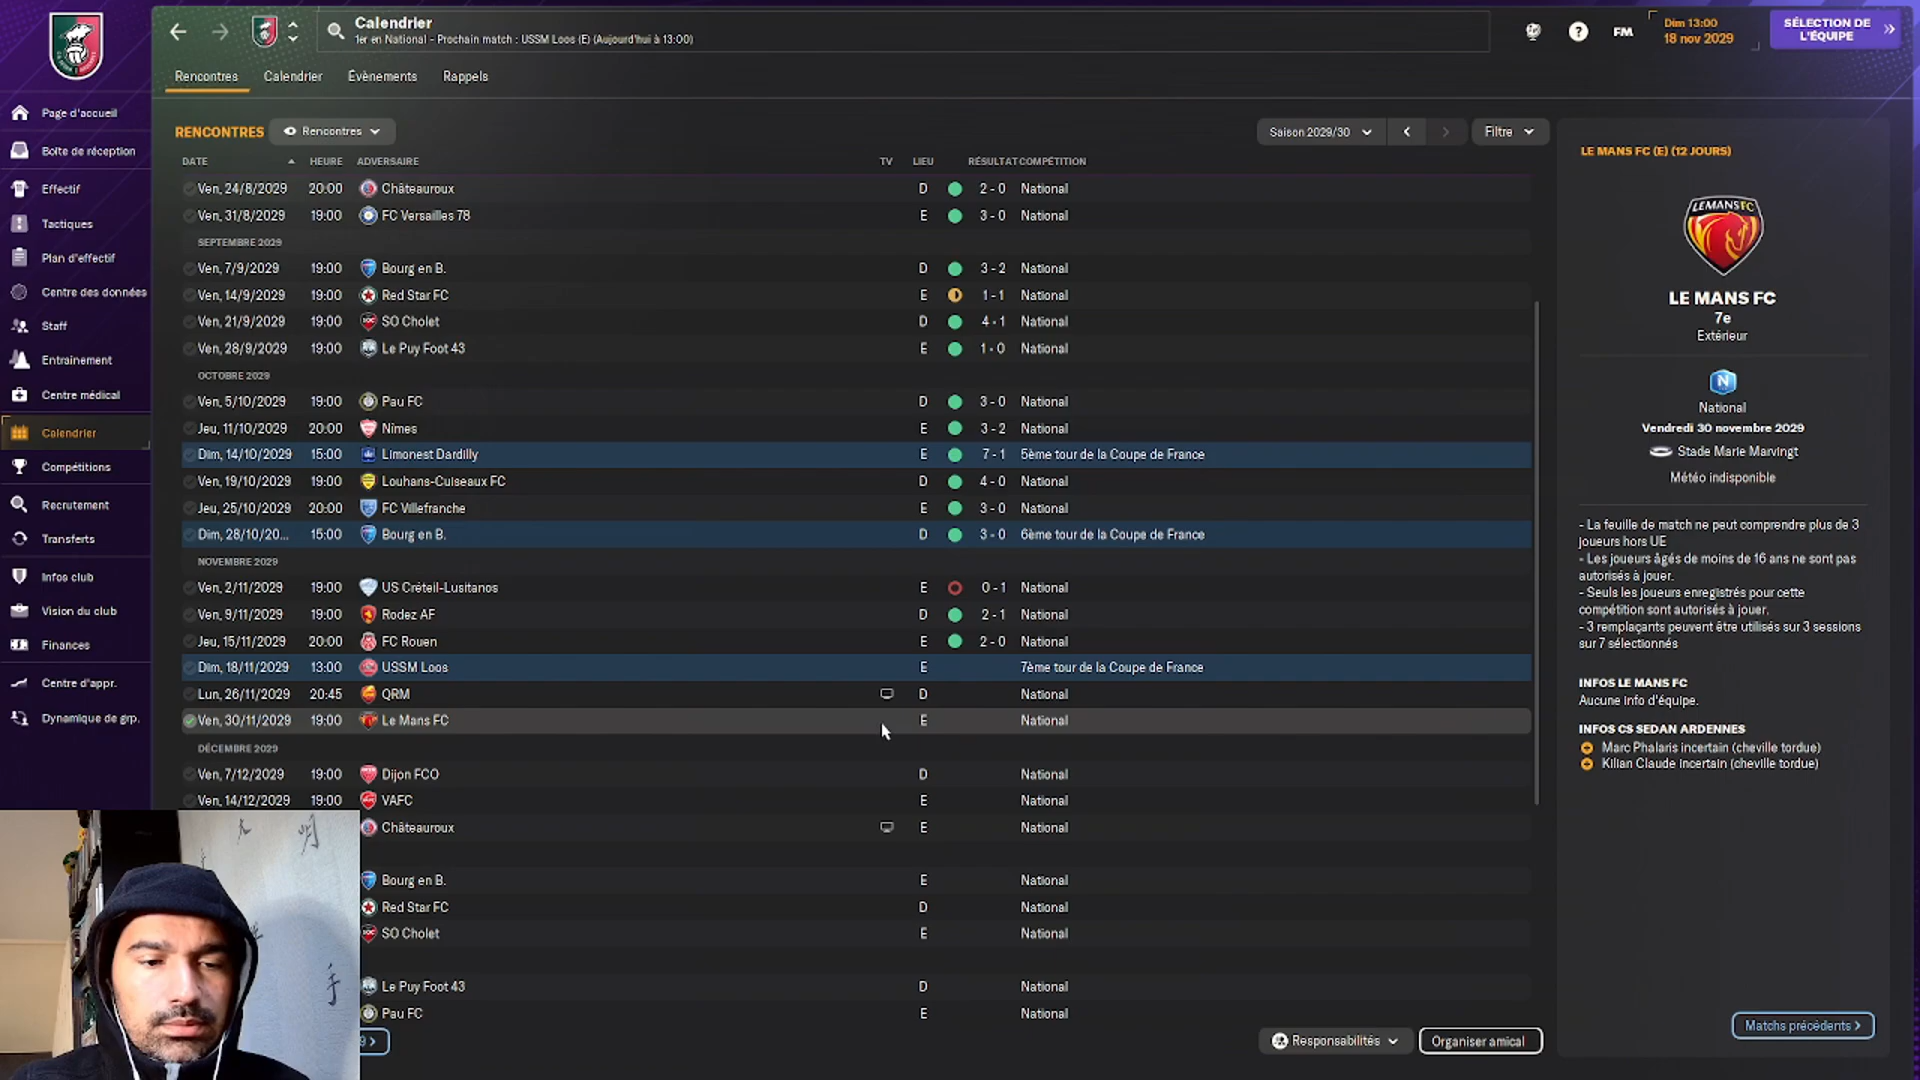 Calendrier
1er en National - Prochain match : USSM Loos (E) (Aujourd'hui à 13:00)
FM
Dim 13:00
18 nov 2029
SÉLECTION DE
L'ÉQUIPE
Rencontres Calendrier Évènements Rappels
Page d'accueil
Boîte de réception
Effectif
Tactiques
Plan d'effectif
Centre des données
Staff
Entraînement
Centre médical
Calendrier
Compétitions
Recrutement
Transferts
Infos club
Vision du club
Finances
Centre d'appr.
Dynamique de grp.
RENCONTRES Rencontres Saison 2029/30 Filtre
DATE HEURE ADVERSAIRE TV LIEU RÉSULTAT COMPÉTITION
Ven, 24/8/2029 20:00 Châteauroux D 2 - 0 National
Ven, 31/8/2029 19:00 FC Versailles 78 E 3 - 0 National
SEPTEMBRE 2029
Ven, 7/9/2029 19:00 Bourg en B. D 3 - 2 National
Ven, 14/9/2029 19:00 Red Star FC E 1 - 1 National
Ven, 21/9/2029 19:00 SO Cholet D 4 - 1 National
Ven, 28/9/2029 19:00 Le Puy Foot 43 E 1 - 0 National
OCTOBRE 2029
Ven, 5/10/2029 19:00 Pau FC D 3 - 0 National
Jeu, 11/10/2029 20:00 Nîmes E 3 - 2 National
Dim, 14/10/2029 15:00 Limonest Dardilly E 7 - 1 5ème tour de la Coupe de France
Ven, 19/10/2029 19:00 Louhans-Cuiseaux FC D 4 - 0 National
Jeu, 25/10/2029 20:00 FC Villefranche E 3 - 0 National
Dim, 28/10/20... 15:00 Bourg en B. D 3 - 0 6ème tour de la Coupe de France
NOVEMBRE 2029
Ven, 2/11/2029 19:00 US Créteil-Lusitanos E 0 - 1 National
Ven, 9/11/2029 19:00 Rodez AF D 2 - 1 National
Jeu, 15/11/2029 20:00 FC Rouen E 2 - 0 National
Dim, 18/11/2029 13:00 USSM Loos E 7ème tour de la Coupe de France
Lun, 26/11/2029 20:45 QRM D National
Ven, 30/11/2029 19:00 Le Mans FC E National
DÉCEMBRE 2029
Ven, 7/12/2029 19:00 Dijon FCO D National
Ven, 14/12/2029 19:00 VAFC E National
Châteauroux E National
Bourg en B. E National
Red Star FC D National
SO Cholet E National
Le Puy Foot 43 D National
Pau FC E National
Responsabilités Organiser amical
LE MANS FC (E) (12 JOURS)
LE MANS FC
LE MANS FC
7e
Extérieur
N
National
Vendredi 30 novembre 2029
Stade Marie Marvingt
Météo indisponible
- La feuille de match ne peut comprendre plus de 3
joueurs hors UE
- Les joueurs âgés de moins de 16 ans ne sont pas
autorisés à jouer.
- Seuls les joueurs enregistrés pour cette
compétition sont autorisés à jouer.
- 3 remplaçants peuvent être utilisés sur 3 sessions
sur 7 sélectionnés
INFOS LE MANS FC
Aucune info d'équipe.
INFOS CS SEDAN ARDENNES
Marc Phalaris incertain (cheville tordue)
Kilian Claude incertain (cheville tordue)
Matchs précédents >
明
手